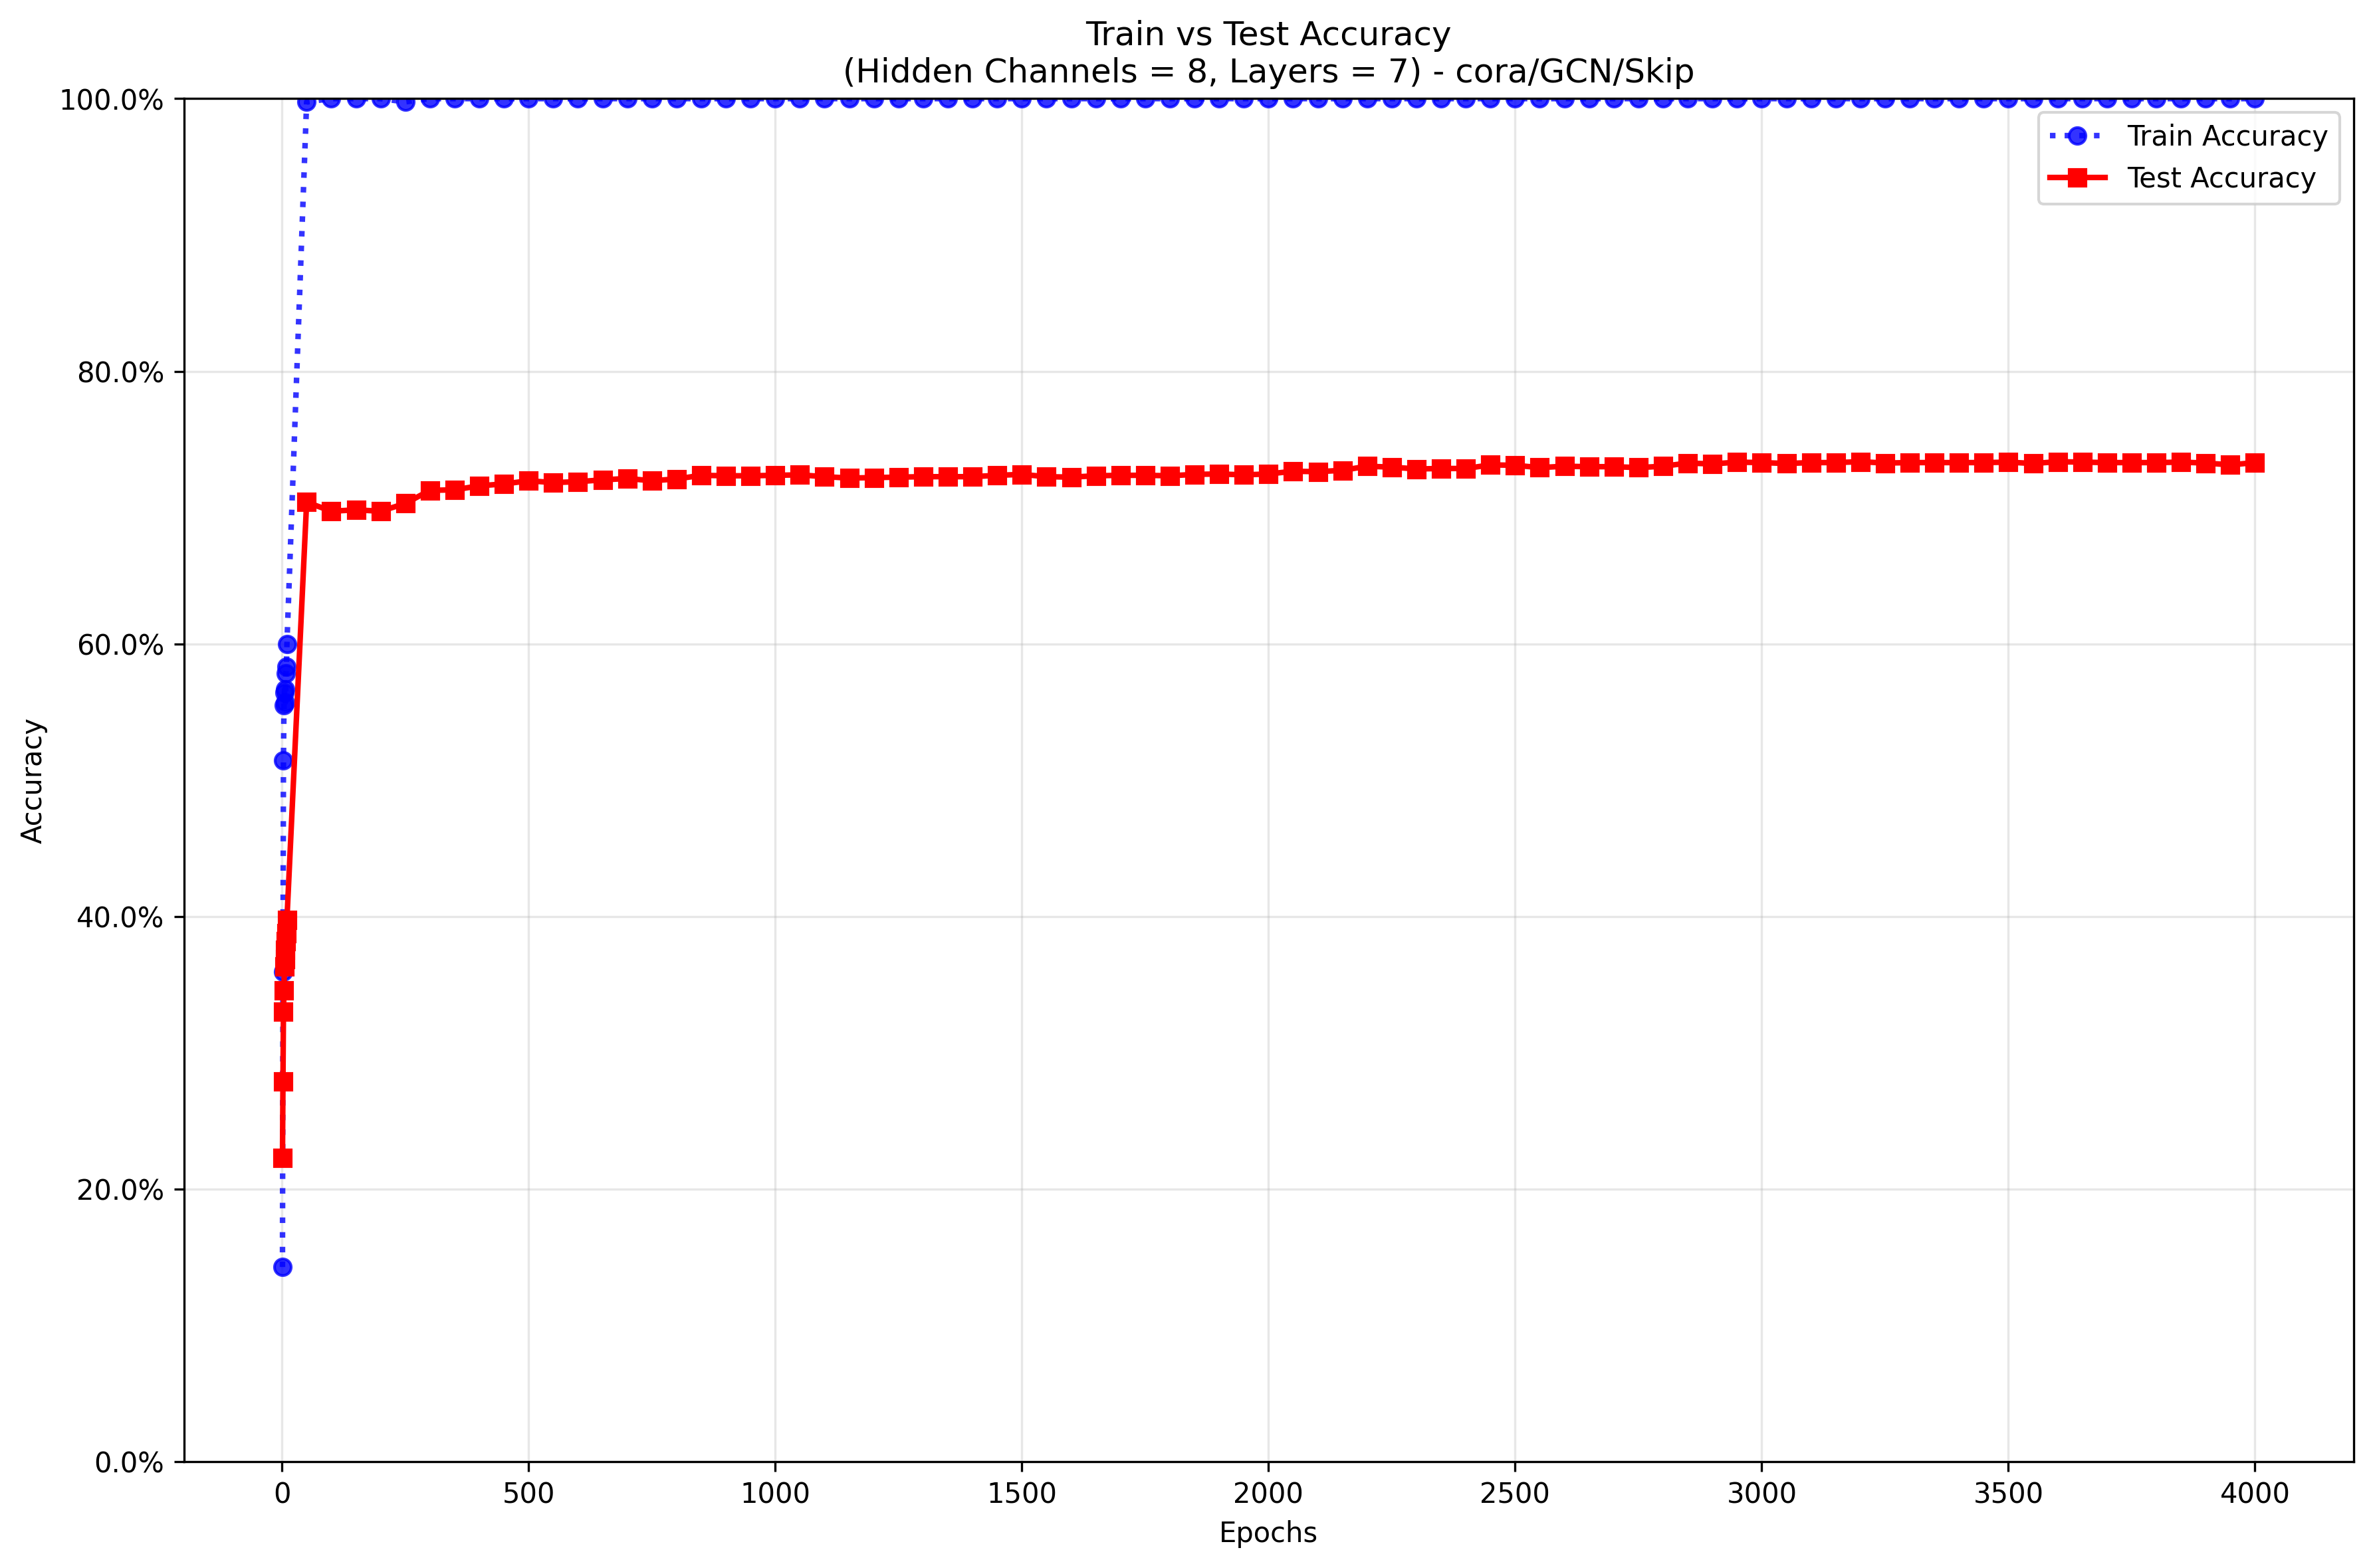 Train vs Test Accuracy
(Hidden Channels = 8, Layers = 7) - cora/GCN/Skip
100.0%
80.0%
60.0%
40.0%
20.0%
0.0%
Accuracy
Train Accuracy
Test Accuracy
0 500 1000 1500 2000 2500 3000 3500 4000
Epochs